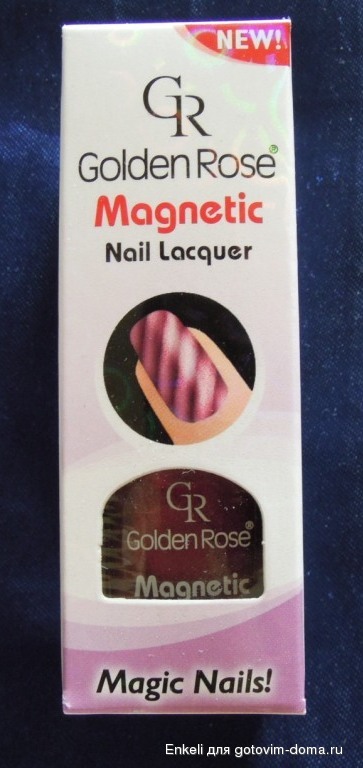 NEW!
GR
Golden Rose®
Magnetic
Nail Lacquer
GR
Golden Rose®
Magnetic
Magic Nails!
Enkeli для gotovim-doma.ru